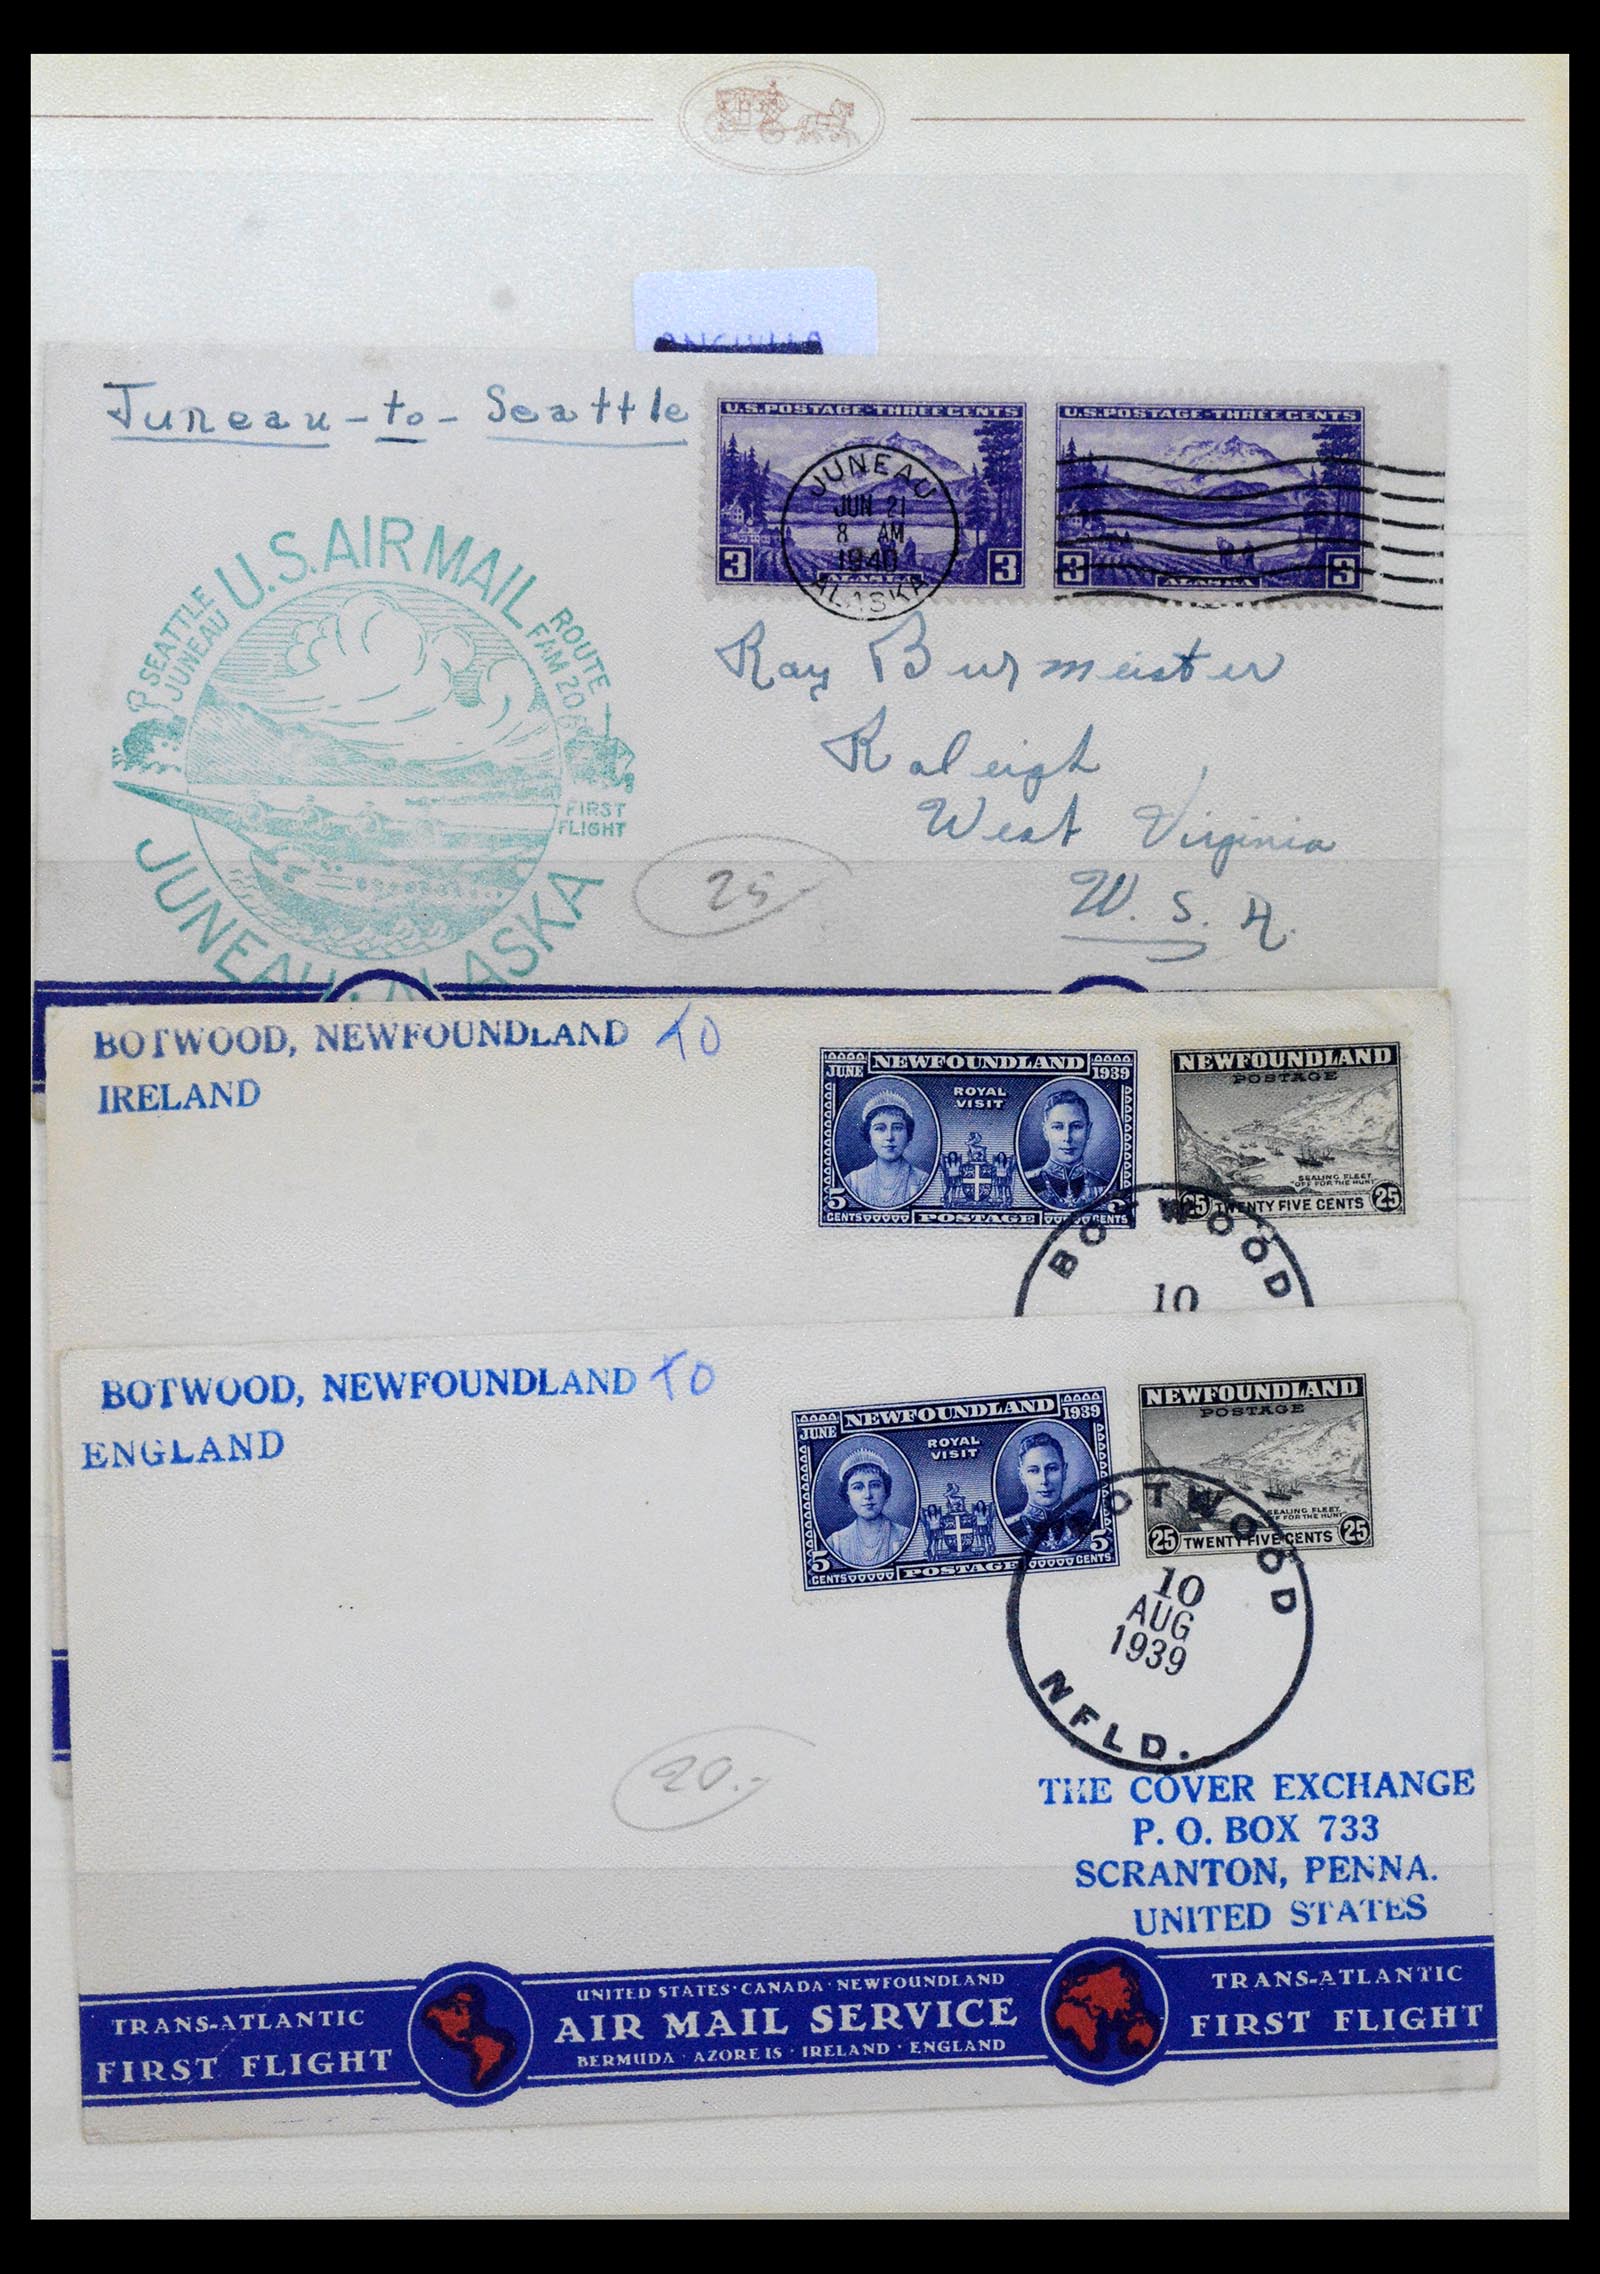 Juneau-to-Seattle
U.S.POSTAGE-THREE CENTS
3
ALASKA
3
U.S.POSTAGE-THREE CENTS
3
ALASKA
3
JUNEAU
JUN 21
8 AM
1940
ALASKA
U.S. AIR MAIL
SEATTLE
JUNEAU
ROUTE
FAM 20
FIRST
FLIGHT
JUNEAU, ALASKA
Ray Burmeister
Raleigh
West Virginia
U. S. A.
25.-
BOTWOOD, NEWFOUNDLAND TO
IRELAND
JUNE NEWFOUNDLAND 1939
ROYAL
VISIT
5
CENTS POSTAGE CENTS
NEWFOUNDLAND
POSTAGE
SEALING FLEET
OFF FOR THE HUNT
25 TWENTY FIVE CENTS 25
BOTWOOD
10
BOTWOOD, NEWFOUNDLAND TO
ENGLAND
JUNE NEWFOUNDLAND 1939
ROYAL
VISIT
5 5
CENTS POSTAGE CENTS
NEWFOUNDLAND
POSTAGE
SEALING FLEET
OFF FOR THE HUNT
25 TWENTY FIVE CENTS 25
BOTWOOD
10
AUG
1939
NFLD.
20.-
THE COVER EXCHANGE
P. O. BOX 733
SCRANTON, PENNA.
UNITED STATES
TRANS-ATLANTIC
FIRST FLIGHT
UNITED STATES · CANADA · NEWFOUNDLAND
AIR MAIL SERVICE
BERMUDA · AZORE IS · IRELAND · ENGLAND
TRANS-ATLANTIC
FIRST FLIGHT